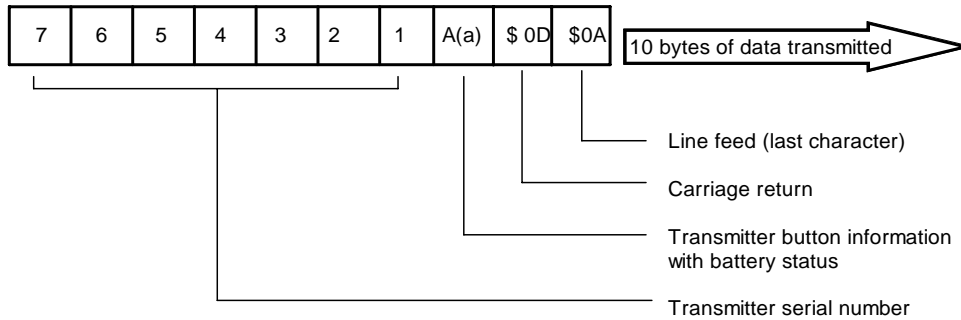 7 6 5 4 3 2 1 A(a) $ 0D $0A
10 bytes of data transmitted
Line feed (last character)
Carriage return
Transmitter button information
with battery status
Transmitter serial number